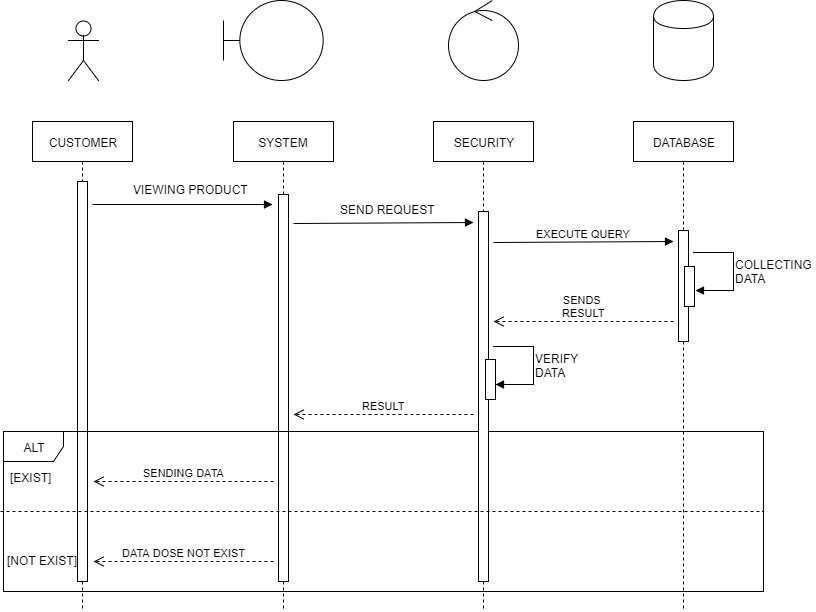 CUSTOMER
SYSTEM
SECURITY
DATABASE
VIEWING PRODUCT
SEND REQUEST
EXECUTE QUERY
COLLECTING
DATA
SENDS
RESULT
VERIFY
DATA
RESULT
ALT
[EXIST]
SENDING DATA
[NOT EXIST]
DATA DOSE NOT EXIST